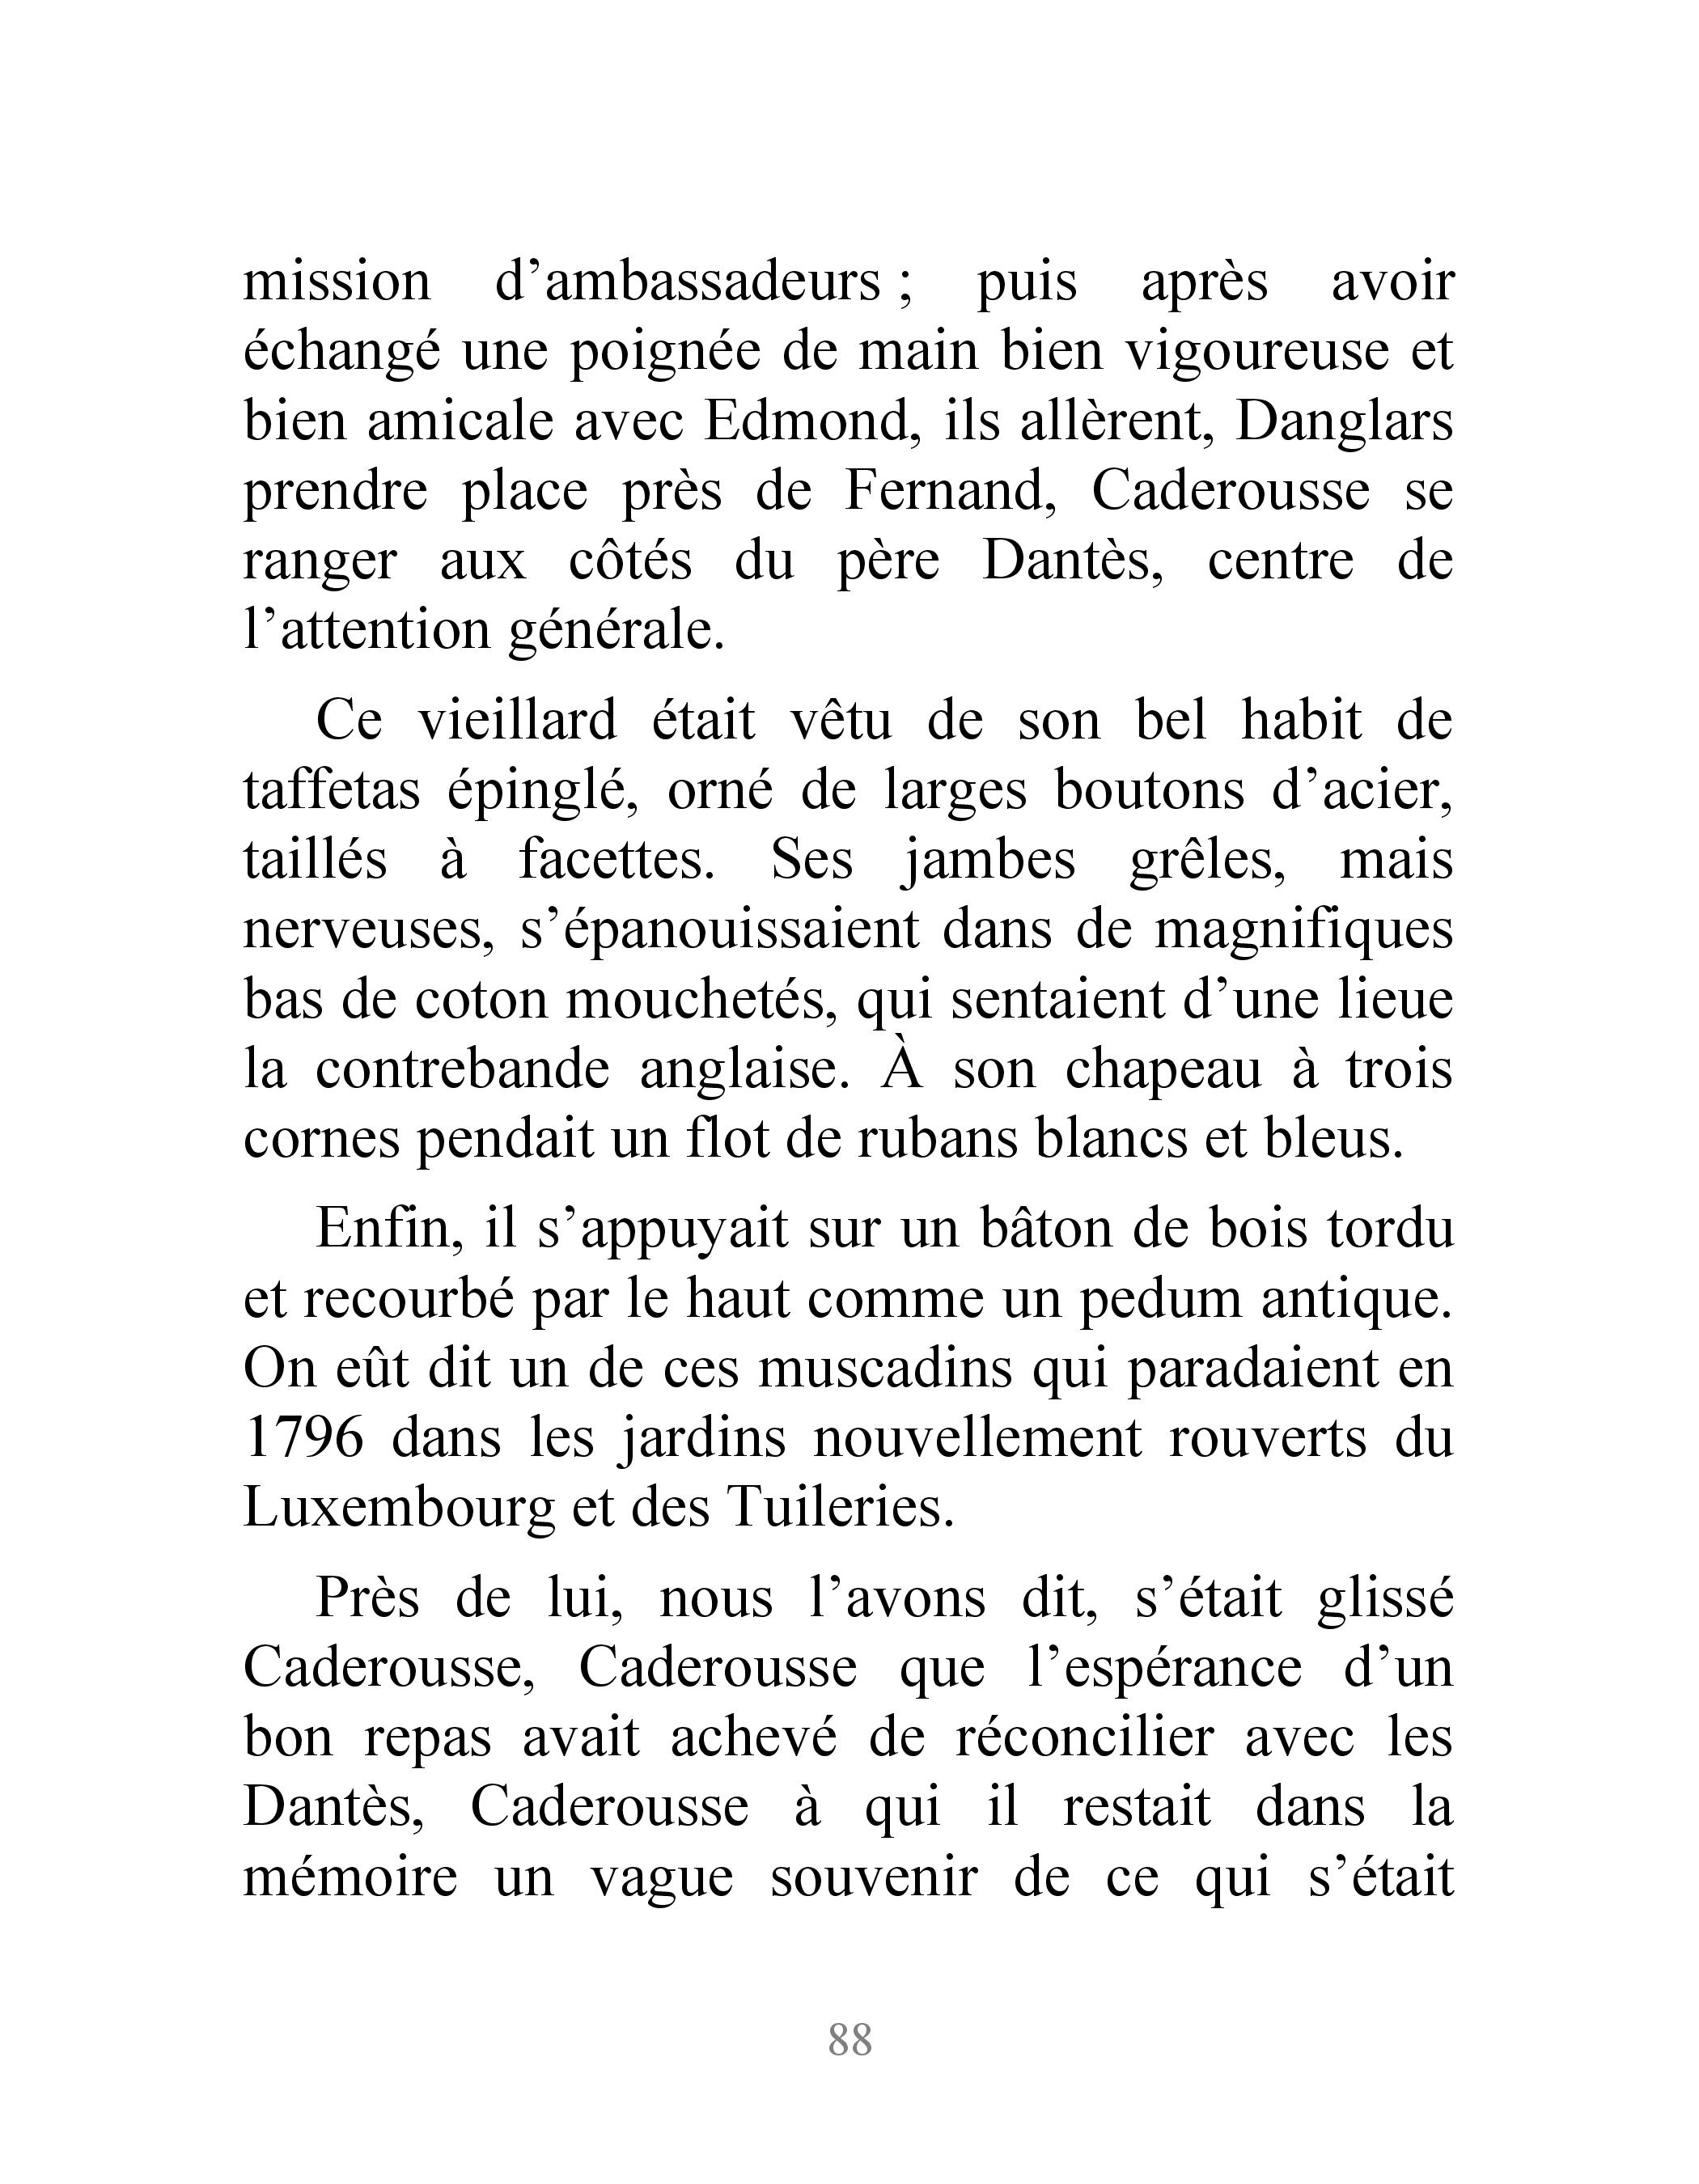 mission d’ambassadeurs ; puis après avoir
échangé une poignée de main bien vigoureuse et
bien amicale avec Edmond, ils allèrent, Danglars
prendre place près de Fernand, Caderousse se
ranger aux côtés du père Dantès, centre de
l’attention générale.
Ce vieillard était vêtu de son bel habit de
taffetas épinglé, orné de larges boutons d’acier,
taillés à facettes. Ses jambes grêles, mais
nerveuses, s’épanouissaient dans de magnifiques
bas de coton mouchetés, qui sentaient d’une lieue
la contrebande anglaise. À son chapeau à trois
cornes pendait un flot de rubans blancs et bleus.
Enfin, il s’appuyait sur un bâton de bois tordu
et recourbé par le haut comme un pedum antique.
On eût dit un de ces muscadins qui paradaient en
1796 dans les jardins nouvellement rouverts du
Luxembourg et des Tuileries.
Près de lui, nous l’avons dit, s’était glissé
Caderousse, Caderousse que l’espérance d’un
bon repas avait achevé de réconcilier avec les
Dantès, Caderousse à qui il restait dans la
mémoire un vague souvenir de ce qui s’était
88